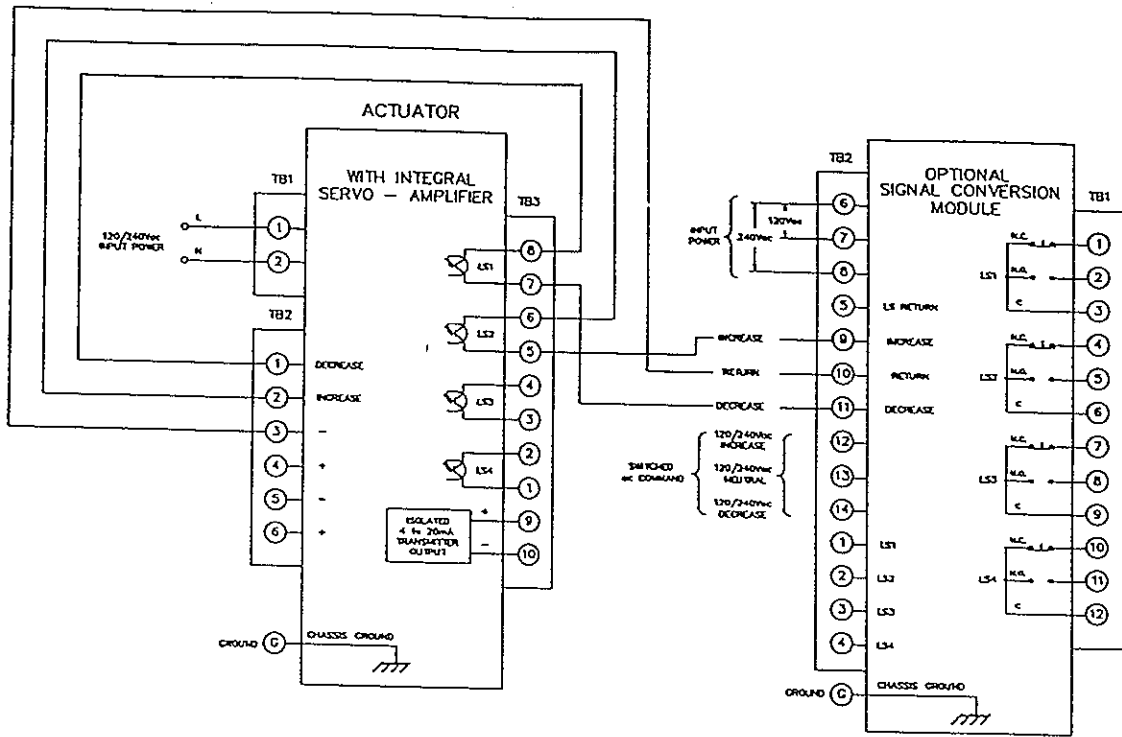 ACTUATOR
WITH INTEGRAL
SERVO – AMPLIFIER
TB1
L
1
120/240Vac
INPUT POWER
N
2
TB2
1
DECREASE
2
INCREASE
3
−
4
+
5
−
6
+
TB3
8
LS1
7
6
LS2
5
4
LS3
3
2
LS4
1
ISOLATED
4 to 20mA
TRANSMITTER
OUTPUT
+
9
−
10
GROUND
G
CHASSIS GROUND
OPTIONAL
SIGNAL CONVERSION
MODULE
TB2
INPUT
POWER
240Vac
120Vac
6
7
8
5
LS RETURN
INCREASE
9
INCREASE
RETURN
10
RETURN
DECREASE
11
DECREASE
SWITCHED
ac COMMAND
120/240Vac
INCREASE
12
120/240Vac
NEUTRAL
13
120/240Vac
DECREASE
14
1
LS1
2
LS2
3
LS3
4
LS4
GROUND
G
CHASSIS GROUND
TB1
LS1
N.C.
1
N.O.
2
C
3
LS2
N.C.
4
N.O.
5
C
6
LS3
N.C.
7
N.O.
8
C
9
LS4
N.C.
10
N.O.
11
C
12